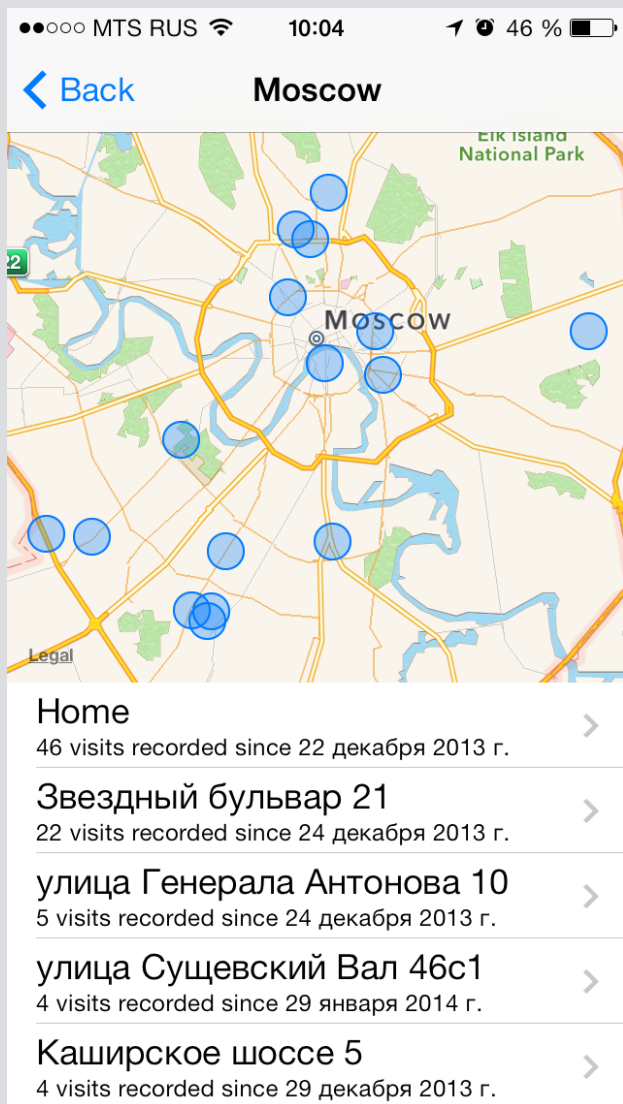 MTS RUS 10:04 46 %
Back Moscow
Elk Island
National Park
22
Moscow
Legal
Home
46 visits recorded since 22 декабря 2013 г.
Звездный бульвар 21
22 visits recorded since 24 декабря 2013 г.
улица Генерала Антонова 10
5 visits recorded since 24 декабря 2013 г.
улица Сущевский Вал 46с1
4 visits recorded since 29 января 2014 г.
Каширское шоссе 5
4 visits recorded since 29 декабря 2013 г.